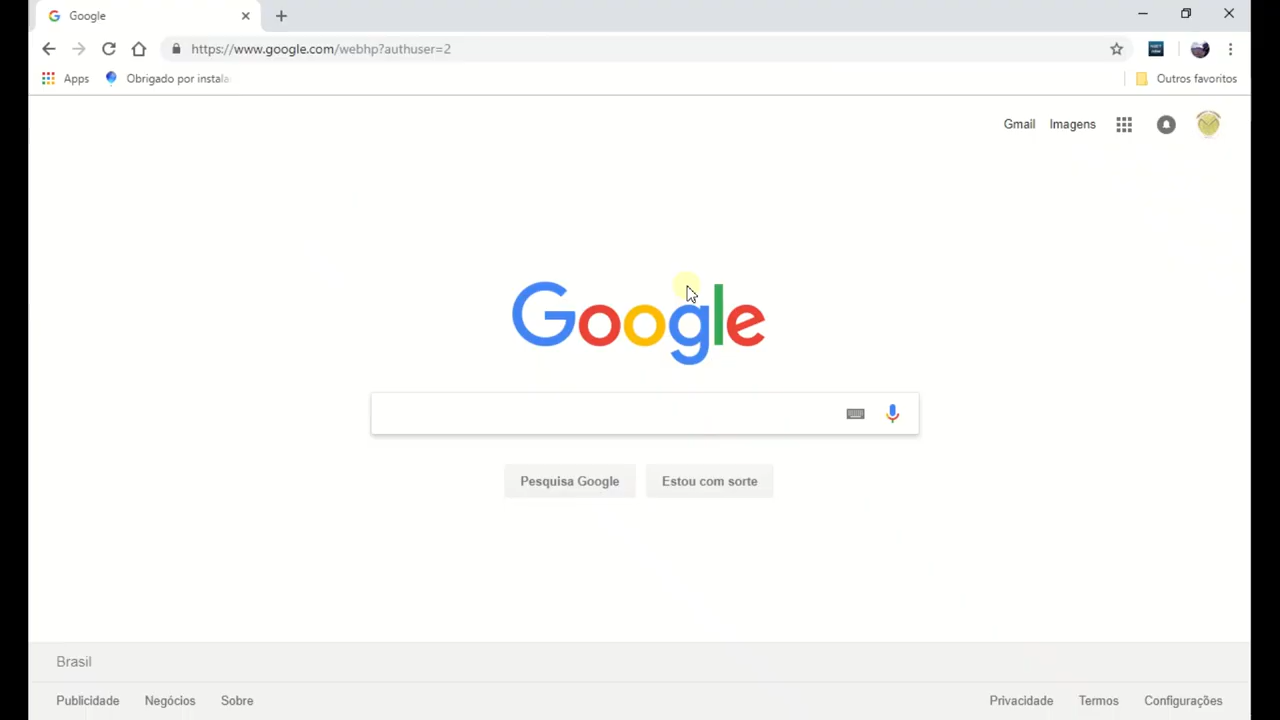 Google
https://www.google.com/webhp?authuser=2
Apps Obrigado por instala Outros favoritos
Gmail Imagens
Google
Pesquisa Google Estou com sorte
Brasil
Publicidade Negócios Sobre Privacidade Termos Configurações